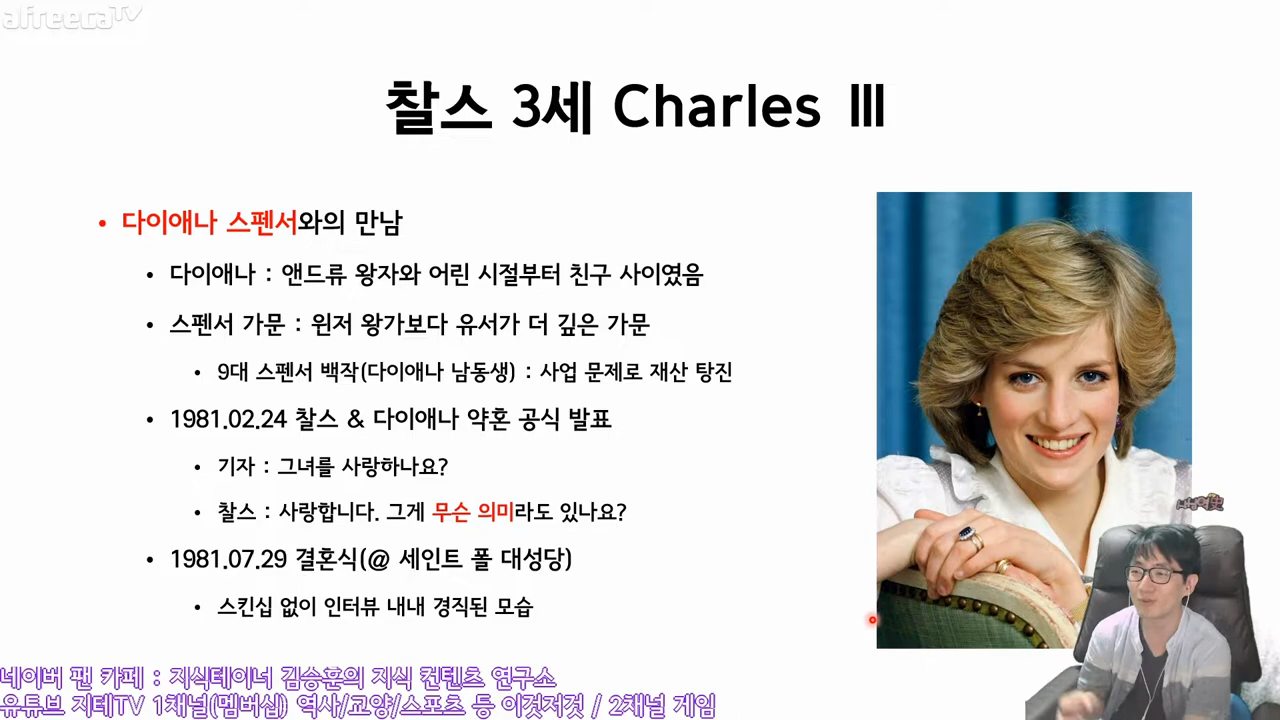 afreecaTV
찰스 3세 Charles Ⅲ
• 다이애나 스펜서와의 만남
• 다이애나 : 앤드류 왕자와 어린 시절부터 친구 사이였음
• 스펜서 가문 : 윈저 왕가보다 유서가 더 깊은 가문
• 9대 스펜서 백작(다이애나 남동생) : 사업 문제로 재산 탕진
• 1981.02.24 찰스 & 다이애나 약혼 공식 발표
• 기자 : 그녀를 사랑하나요?
• 찰스 : 사랑합니다. 그게 무슨 의미라도 있나요?
• 1981.07.29 결혼식(@ 세인트 폴 대성당)
• 스킨십 없이 인터뷰 내내 경직된 모습
네이버 팬 카페 : 지식테이너 김승훈의 지식 컨텐츠 연구소
유튜브 지테TV 1채널(멤버십) 역사/교양/스포츠 등 이것저것 / 2채널 게임